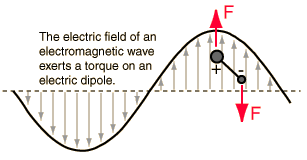 F
The electric field of an
electromagnetic wave
exerts a torque on an
electric dipole.
+
-
F